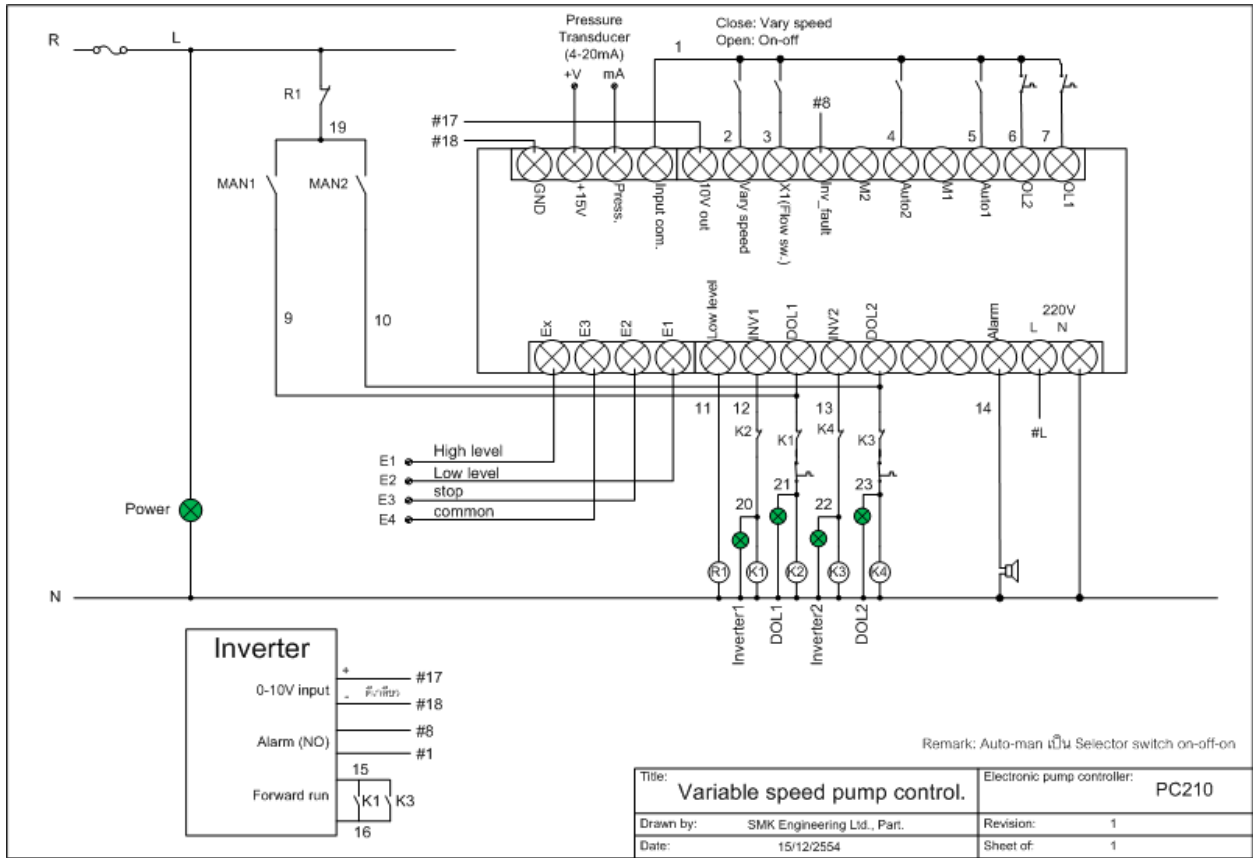 Pressure
Transducer
(4-20mA)
+V mA
Close: Vary speed
Open: On-off
R
L
1
R1
19
#17
#18
#8
2
3
4
5
6
7
MAN1
MAN2
GND
+15V
Press.
Input com.
10V out
Vary speed
X1(Flow sw.)
Inv_fault
M2
Auto2
M1
Auto1
OL2
OL1
9
10
Ex
E3
E2
E1
Low level
INV1
DOL1
INV2
DOL2
Alarm
220V
L N
11
12
13
14
K2
K1
K4
K3
#L
E1 High level
E2 Low level
E3 stop
E4 common
Power
20
21
22
23
R1
K1
K2
K3
K4
N
Inverter1
DOL1
Inverter2
DOL2
Inverter
0-10V input
+
#17
-
#18
Alarm (NO)
#8
#1
Forward run
15
K1
K3
16
Remark: Auto-man เป็น Selector switch on-off-on
Title:
Variable speed pump control.
Electronic pump controller:
PC210
Drawn by: SMK Engineering Ltd., Part.
Revision: 1
Date: 15/12/2554
Sheet of: 1